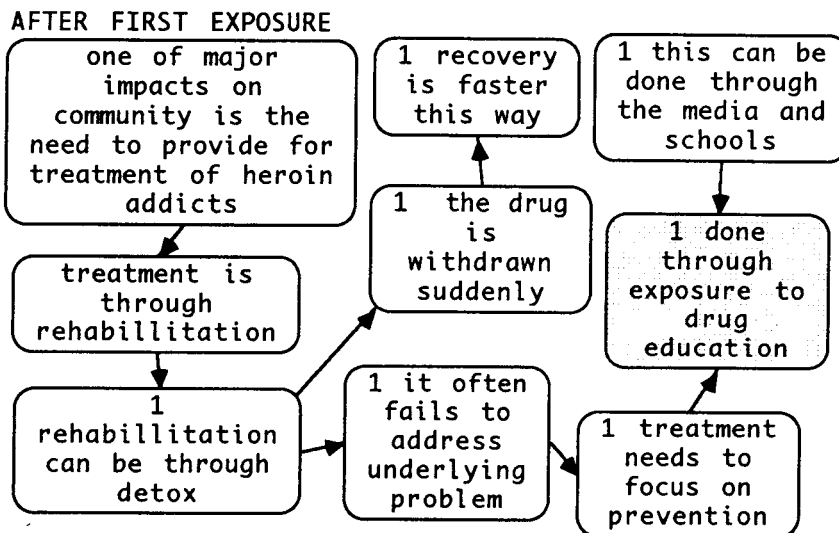 AFTER FIRST EXPOSURE
one of major
impacts on
community is the
need to provide for
treatment of heroin
addicts
treatment is
through
rehabillitation
1
rehabillitation
can be through
detox
1 recovery
is faster
this way
1 the drug
is
withdrawn
suddenly
1 it often
fails to
address
underlying
problem
1 this can be
done through
the media and
schools
1 done
through
exposure to
drug
education
1 treatment
needs to
focus on
prevention